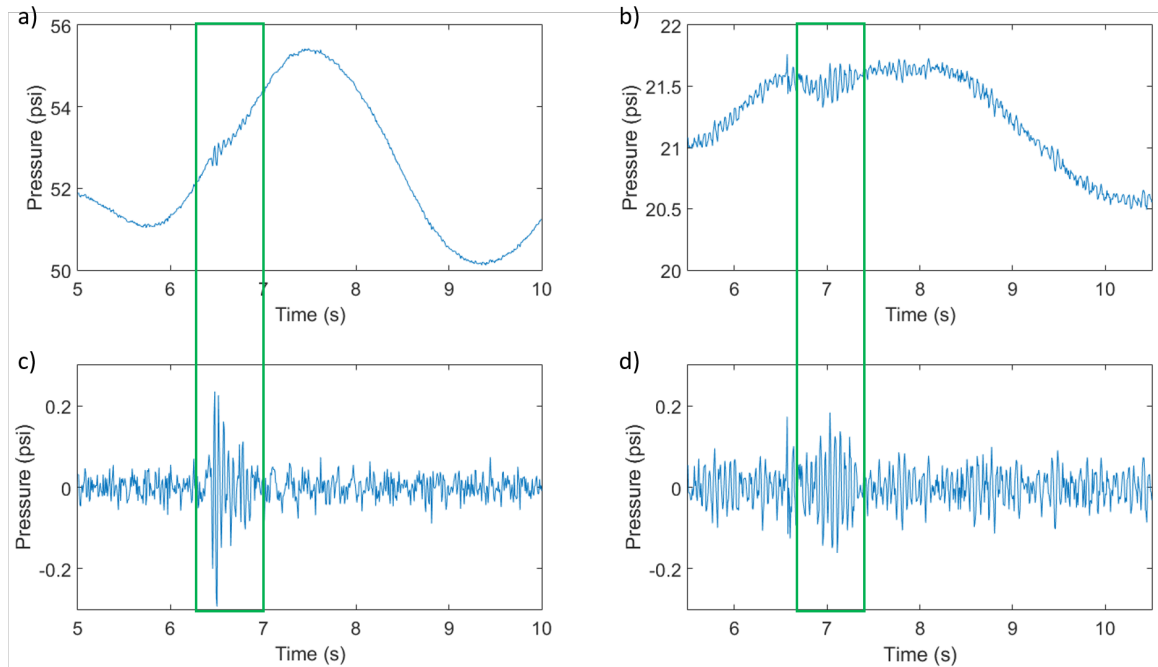 a)
56
54
52
50
Pressure (psi)
5 6 7 8 9 10
Time (s)
b)
22
21.5
21
20.5
20
Pressure (psi)
6 7 8 9 10
Time (s)
c)
0.2
0
-0.2
Pressure (psi)
5 6 7 8 9 10
Time (s)
d)
0.2
0
-0.2
Pressure (psi)
6 7 8 9 10
Time (s)